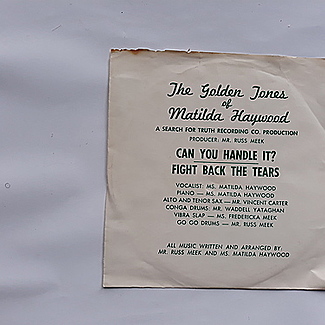 The Golden Tones
of
Matilda Haywood
A SEARCH FOR TRUTH RECORDING CO. PRODUCTION
PRODUCER: MR. RUSS MEEK
CAN YOU HANDLE IT?
FIGHT BACK THE TEARS
VOCALIST: MS. MATILDA HAYWOOD
PIANO — MS. MATILDA HAYWOOD
ALTO AND TENOR SAX — MR. VINCENT CARTER
CONGA DRUMS: MR. WADDELL YATAGHAN
VIBRA SLAP — MS. FREDERICKA MEEK
GO GO DRUMS — MR. RUSS MEEK
ALL MUSIC WRITTEN AND ARRANGED BY:
MR. RUSS MEEK AND MS. MATILDA HAYWOOD